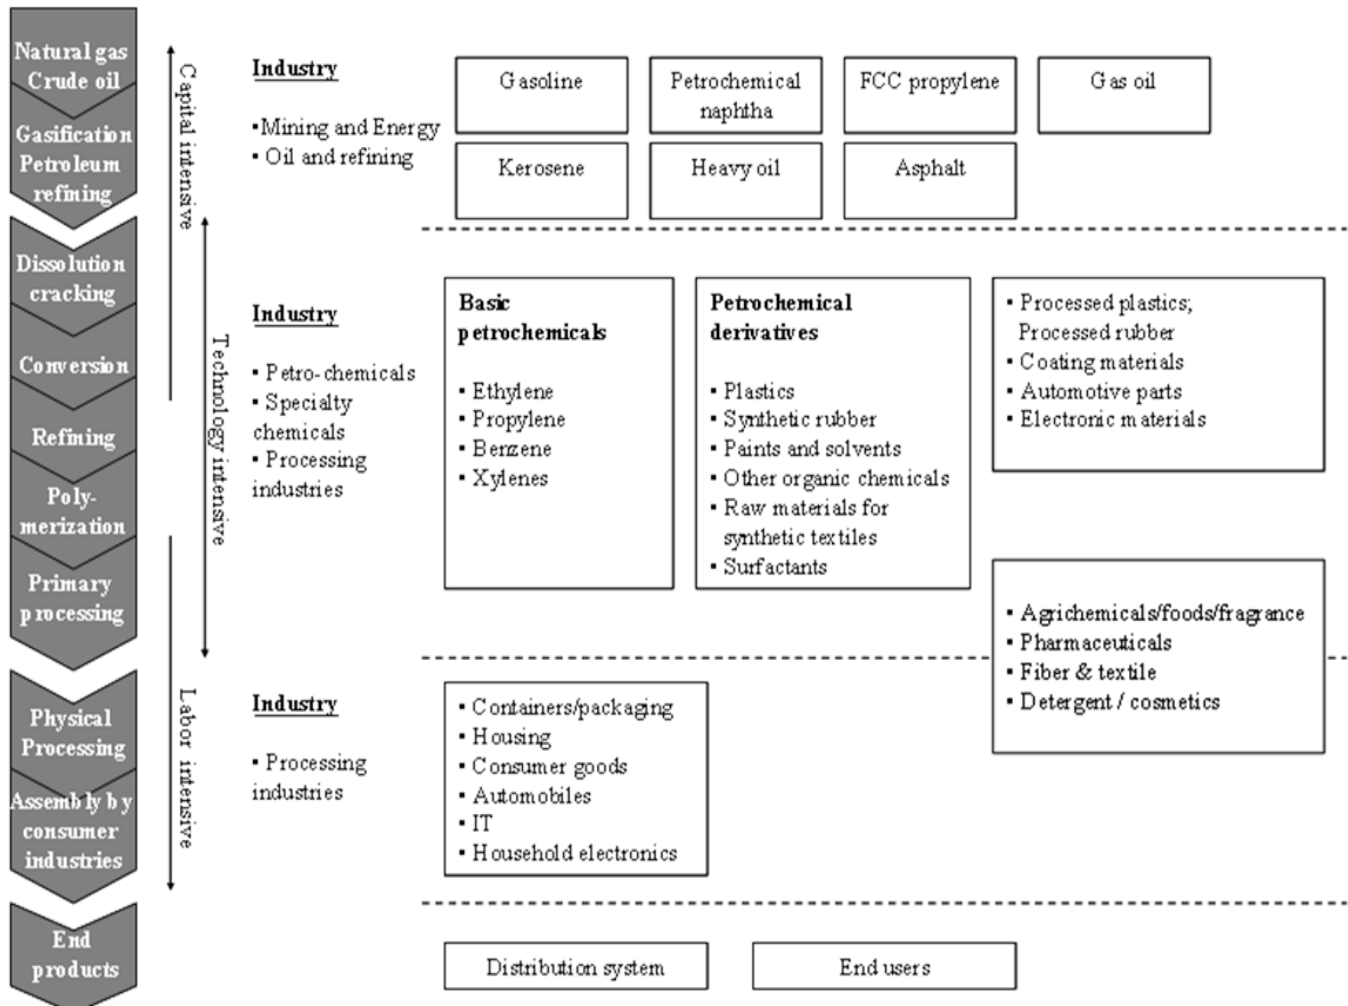 Natural gas
Crude oil
Gasification
Petroleum
refining
Dissolution
cracking
Conversion
Refining
Poly-
merization
Primary
processing
Physical
Processing
Assembly by
consumer
industries
End
products
Capital intensive
Technology intensive
Labor intensive
Industry
▪Mining and Energy
▪ Oil and refining
Gasoline
Petrochemical
naphtha
FCC propylene
Gas oil
Kerosene
Heavy oil
Asphalt
Industry
▪ Petro-chemicals
▪ Specialty
chemicals
▪ Processing
industries
Basic
petrochemicals
▪ Ethylene
▪ Propylene
▪ Benzene
▪ Xylenes
Petrochemical
derivatives
▪ Plastics
▪ Synthetic rubber
▪ Paints and solvents
▪ Other organic chemicals
▪ Raw materials for
synthetic textiles
▪ Surfactants
▪ Processed plastics;
Processed rubber
▪ Coating materials
▪ Automotive parts
▪ Electronic materials
▪ Agrichemicals/foods/fragrance
▪ Pharmaceuticals
▪ Fiber & textile
▪ Detergent / cosmetics
Industry
▪ Processing
industries
▪ Containers/packaging
▪ Housing
▪ Consumer goods
▪ Automobiles
▪ IT
▪ Household electronics
Distribution system
End users